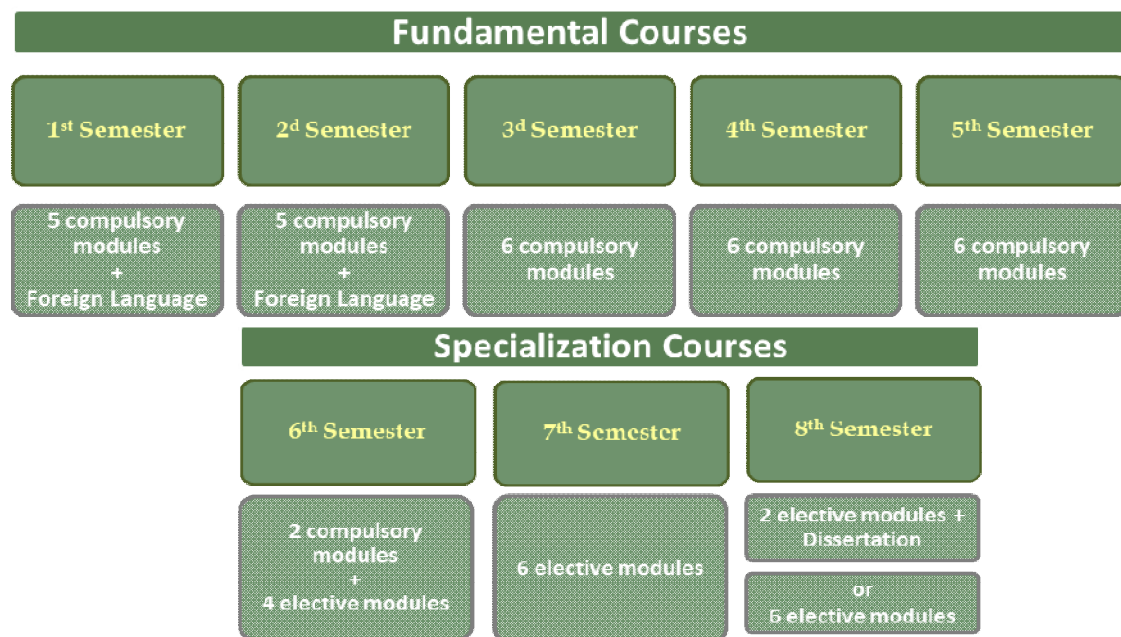 Fundamental Courses
1st Semester
2d Semester
3d Semester
4th Semester
5th Semester
5 compulsory
modules
+
Foreign Language
5 compulsory
modules
+
Foreign Language
6 compulsory
modules
6 compulsory
modules
6 compulsory
modules
Specialization Courses
6th Semester
7th Semester
8th Semester
2 compulsory
modules
+
4 elective modules
6 elective modules
2 elective modules +
Dissertation
or
6 elective modules